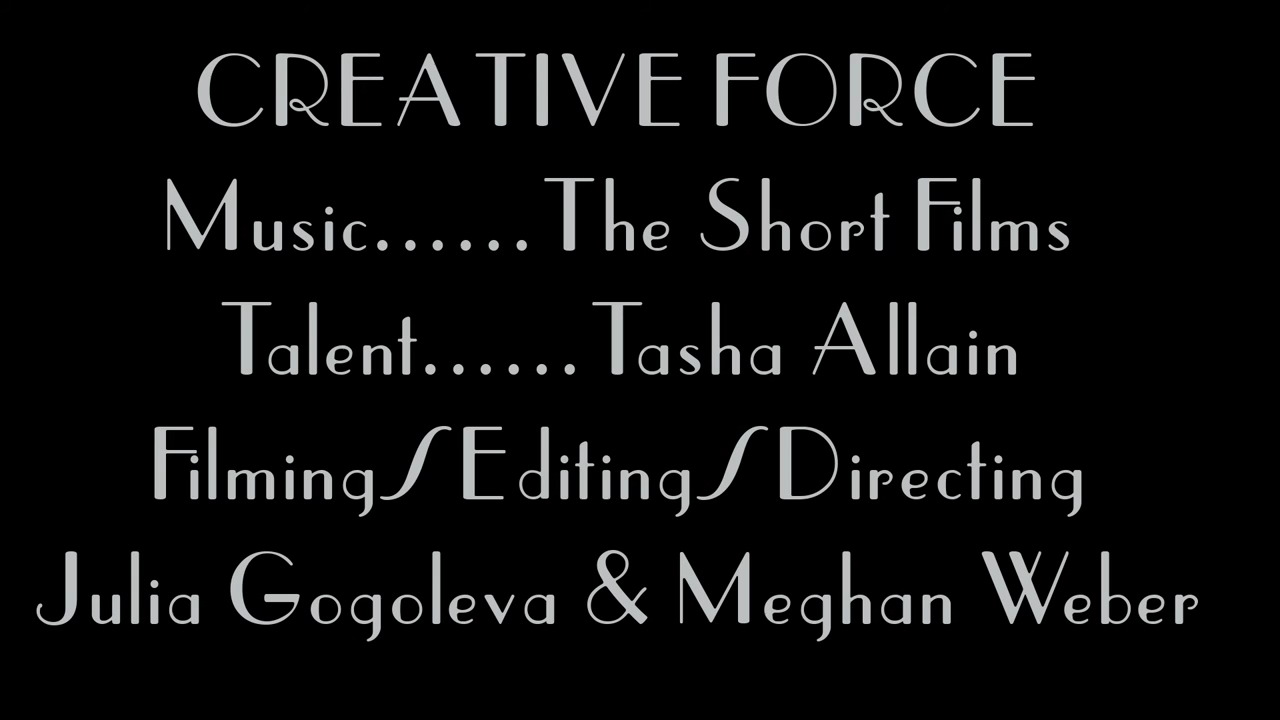 CREATIVE FORCE
Music......The Short Films
Talent......Tasha Allain
Filming/Editing/Directing
Julia Gogoleva & Meghan Weber